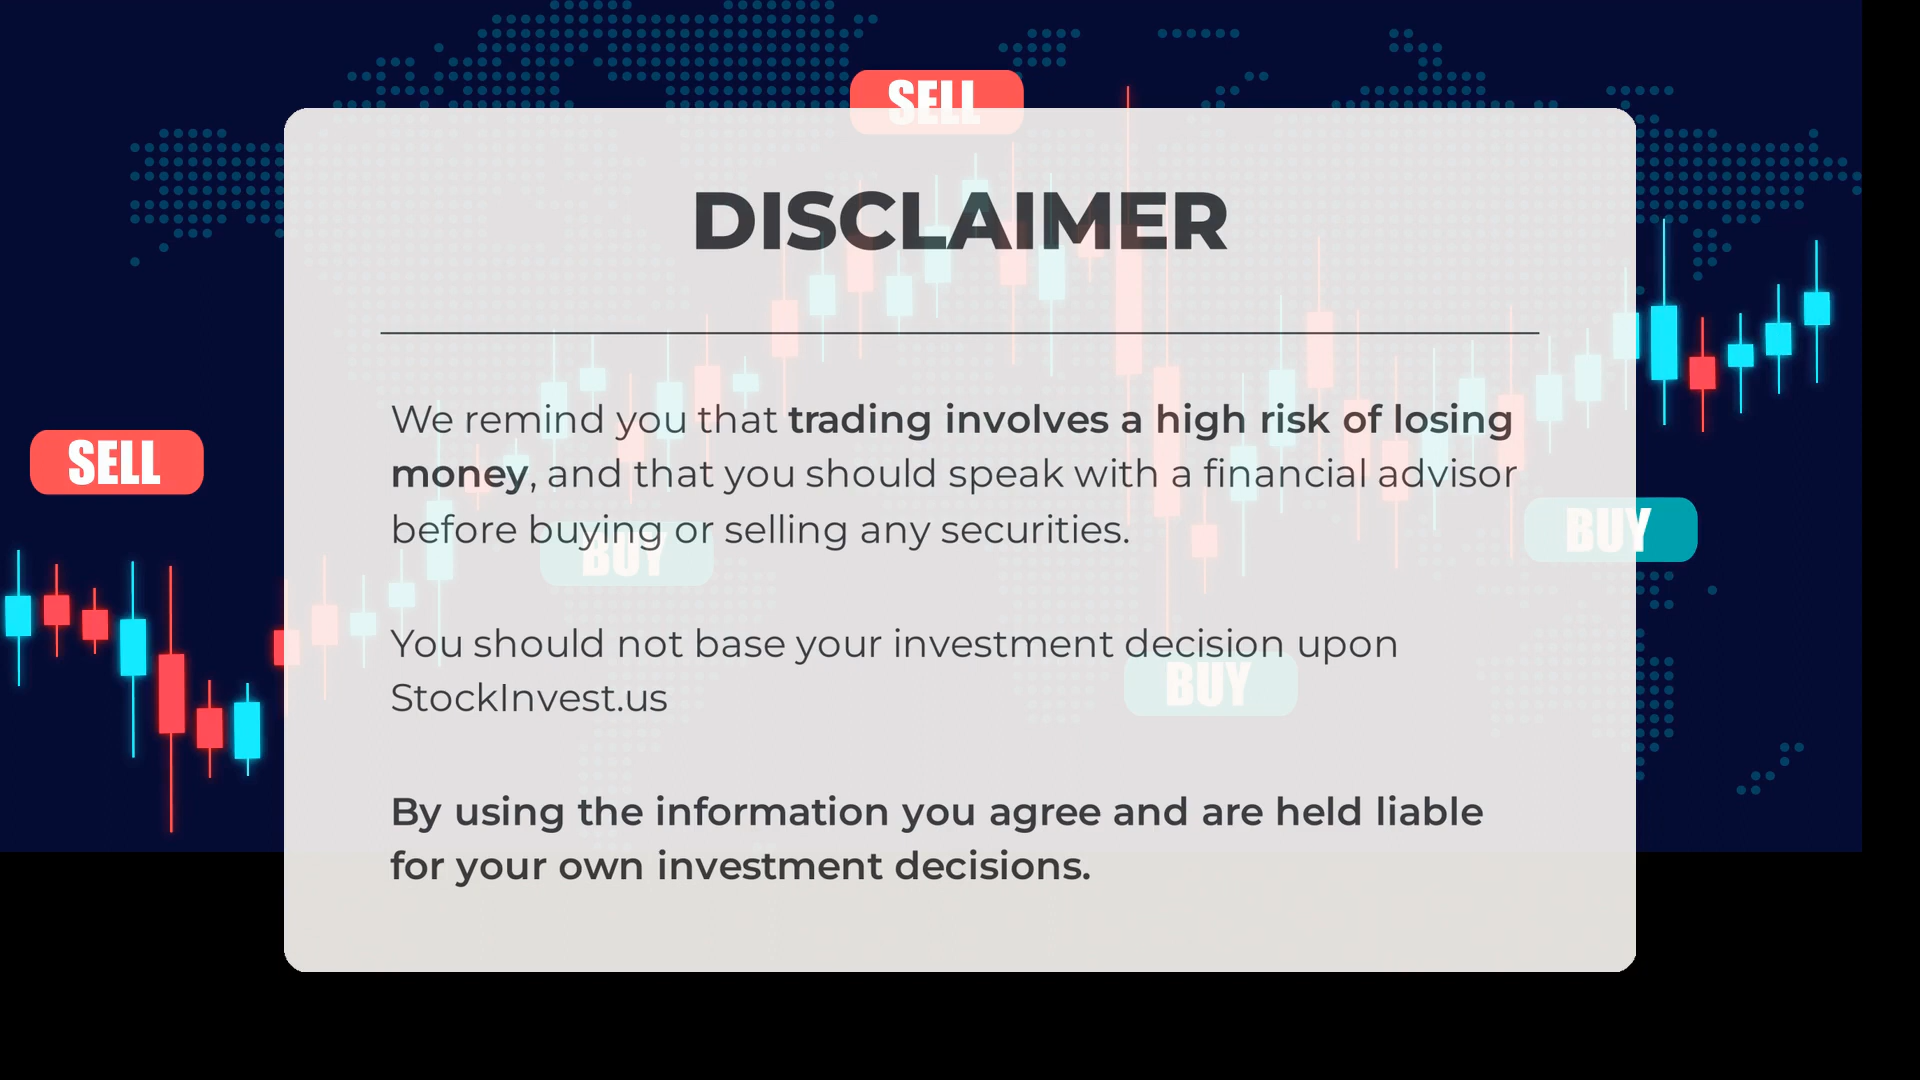 SELL
DISCLAIMER
We remind you that trading involves a high risk of losing
money, and that you should speak with a financial advisor
before buying or selling any securities.
SELL
BUY
BUY
You should not base your investment decision upon
StockInvest.us
BUY
By using the information you agree and are held liable
for your own investment decisions.